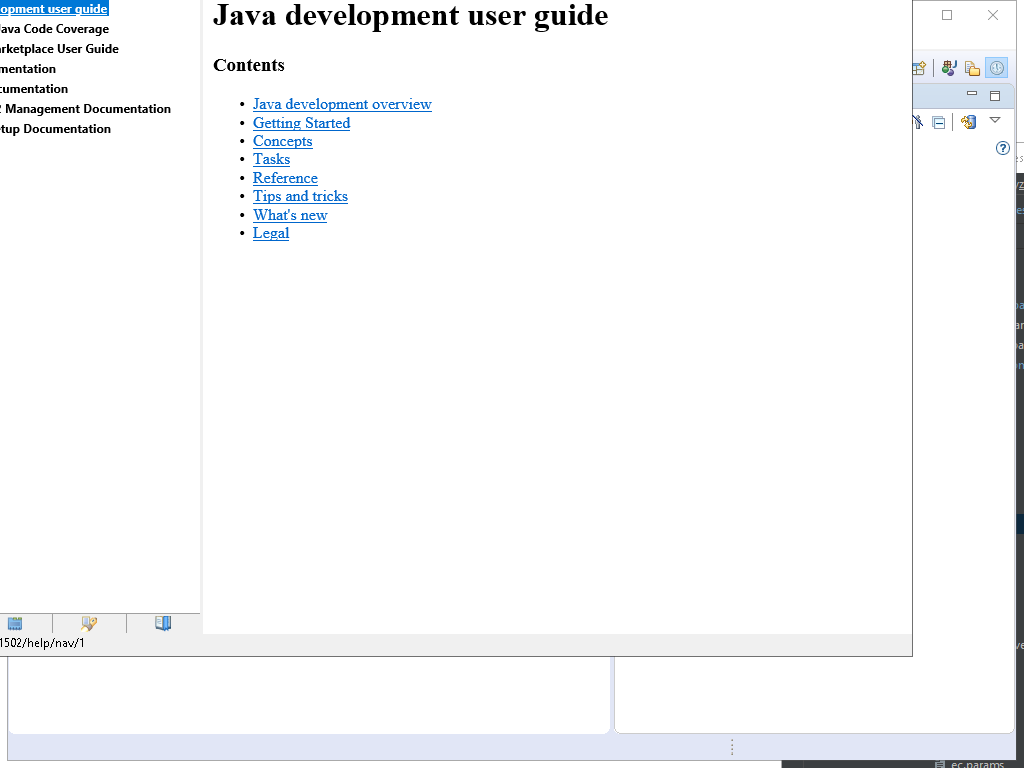 opment user guide
Java Code Coverage
arketplace User Guide
mentation
cumentation
Management Documentation
tup Documentation
1502/help/nav/1
Java development user guide
Contents
• Java development overview
• Getting Started
• Concepts
• Tasks
• Reference
• Tips and tricks
• What's new
• Legal
ec.params